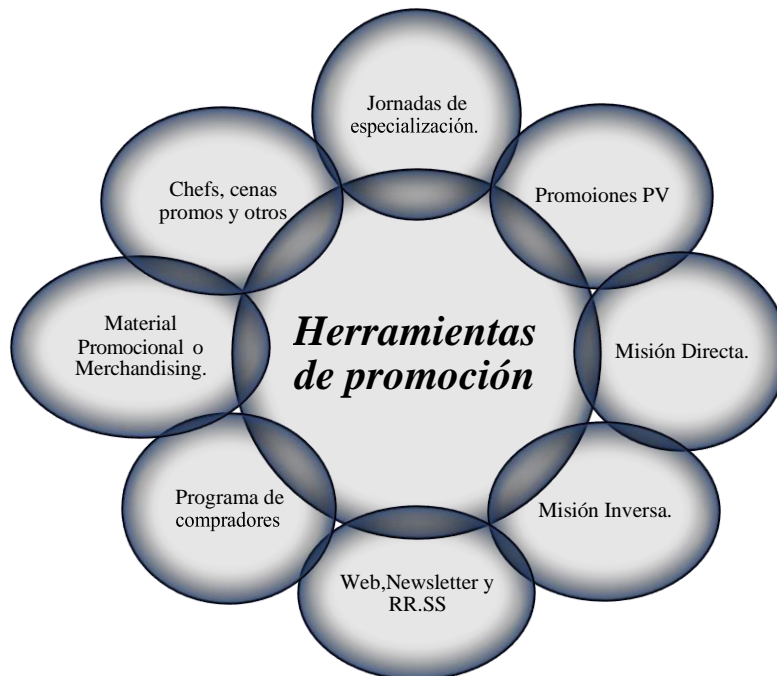 Jornadas de
especialización.
Chefs, cenas
promos y otros
Promoiones PV
Material
Promocional o
Merchandising.
Herramientas
de promoción
Misión Directa.
Programa de
compradores
Misión Inversa.
Web,Newsletter y
RR.SS